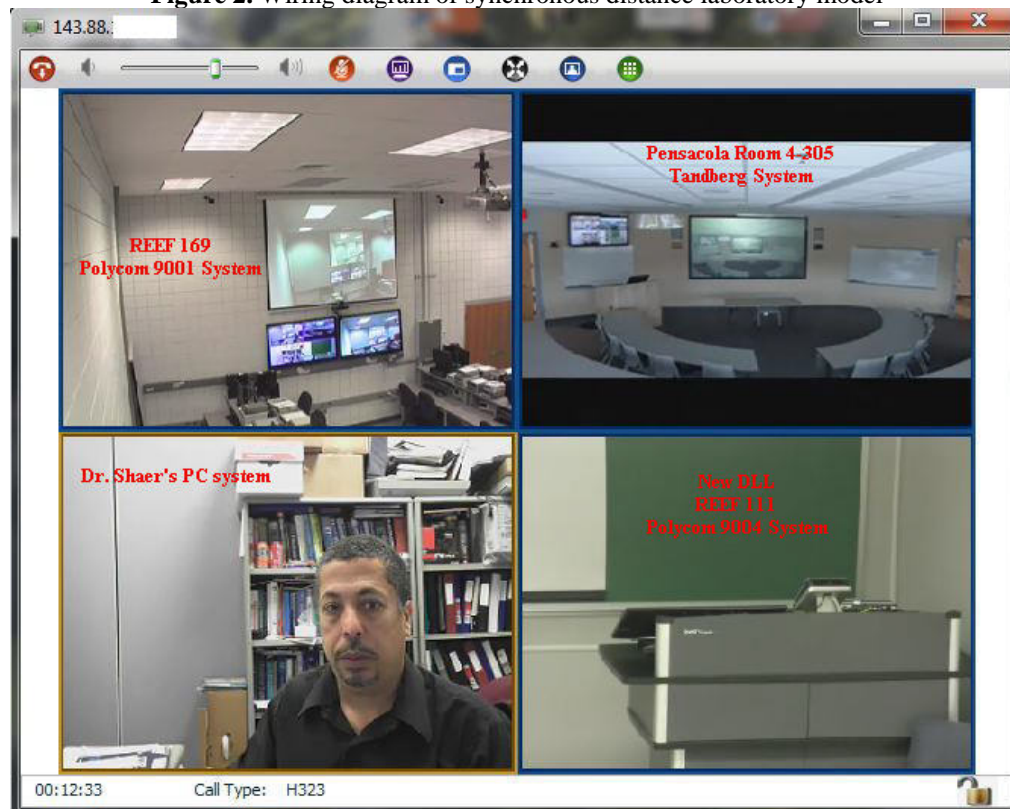 Figure 2. Wiring diagram of synchronous distance laboratory model
143.88.
REEF 169
Polycom 9001 System
Pensacola Room 4-305
Tandberg System
Dr. Shaer's PC system
New DLL
REEF 111
Polycom 9004 System
00:12:33 Call Type: H323